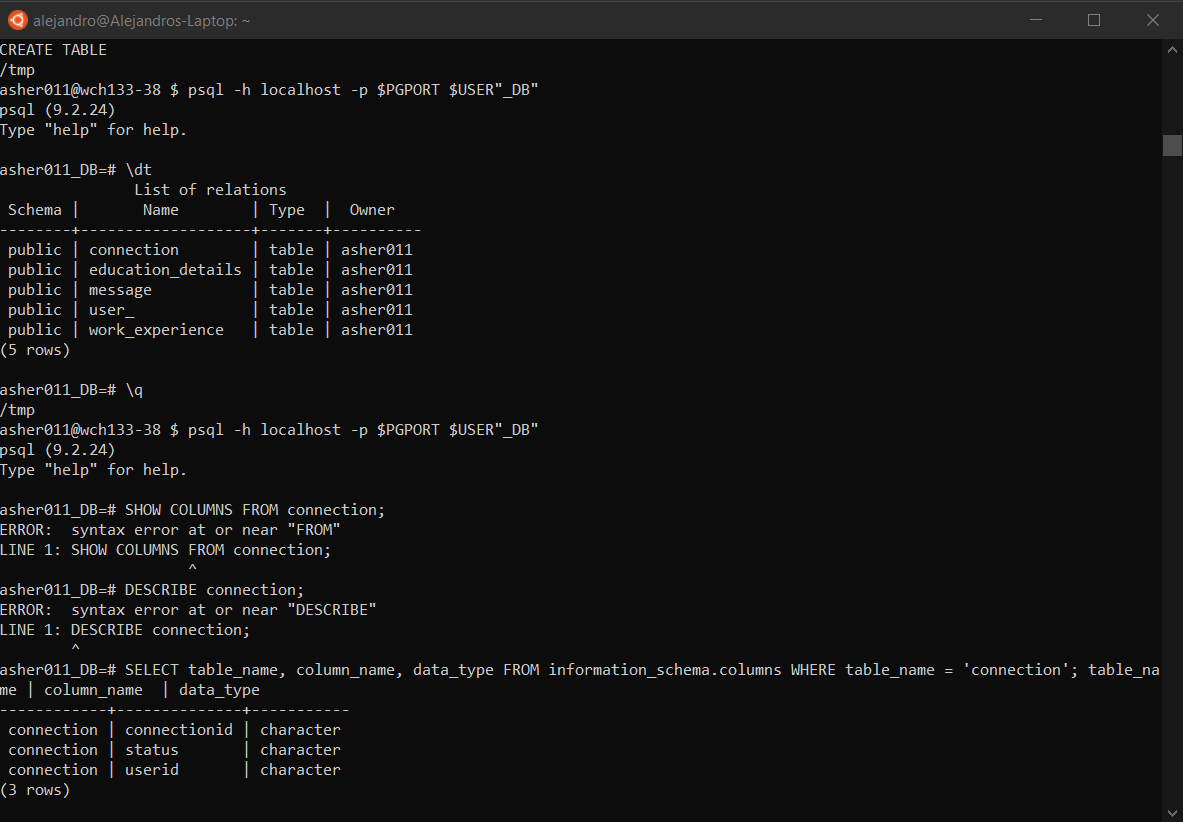 alejandro@Alejandros-Laptop: ~
CREATE TABLE
/tmp
asher011@wch133-38 $ psql -h localhost -p $PGPORT $USER"_DB"
psql (9.2.24)
Type "help" for help.

asher011_DB=# \dt
               List of relations
 Schema |       Name        | Type  |  Owner
--------+-------------------+-------+----------
 public | connection        | table | asher011
 public | education_details | table | asher011
 public | message           | table | asher011
 public | user_             | table | asher011
 public | work_experience   | table | asher011
(5 rows)

asher011_DB=# \q
/tmp
asher011@wch133-38 $ psql -h localhost -p $PGPORT $USER"_DB"
psql (9.2.24)
Type "help" for help.

asher011_DB=# SHOW COLUMNS FROM connection;
ERROR:  syntax error at or near "FROM"
LINE 1: SHOW COLUMNS FROM connection;
                     ^
asher011_DB=# DESCRIBE connection;
ERROR:  syntax error at or near "DESCRIBE"
LINE 1: DESCRIBE connection;
        ^
asher011_DB=# SELECT table_name, column_name, data_type FROM information_schema.columns WHERE table_name = 'connection'; table_na
me | column_name  | data_type
------------+--------------+-----------
 connection | connectionid | character
 connection | status       | character
 connection | userid       | character
(3 rows)